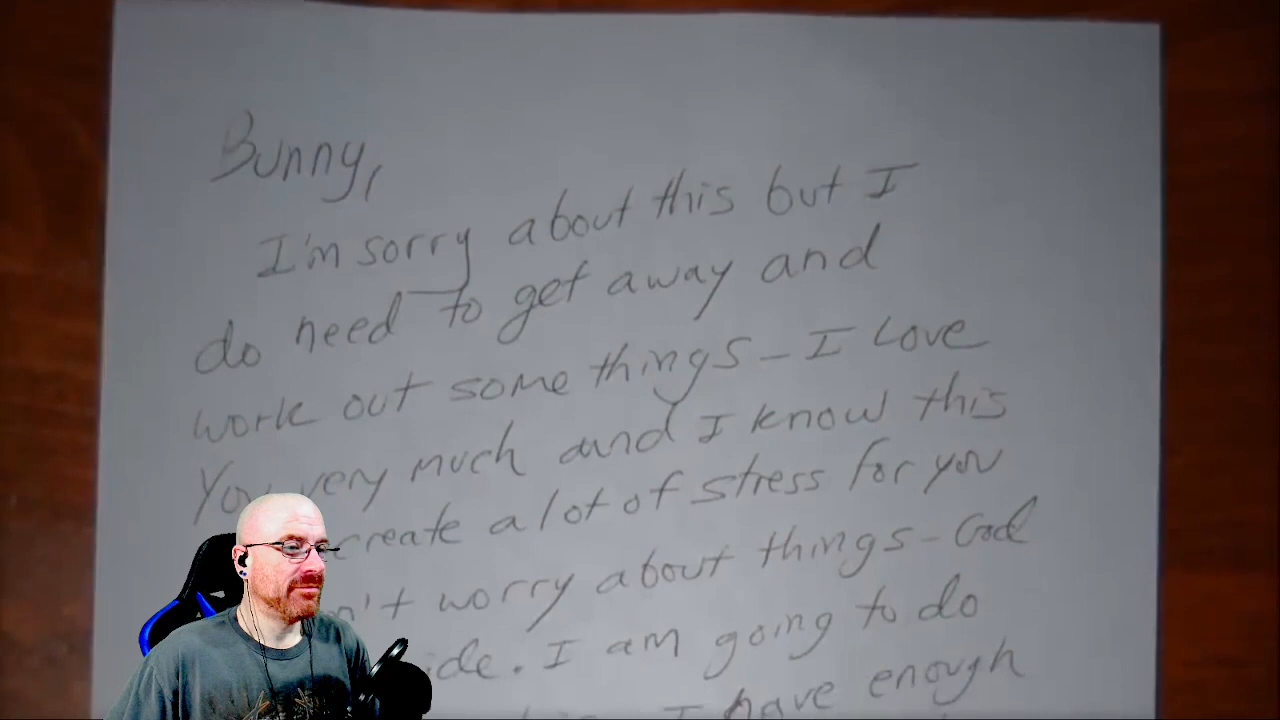 Bunny,
I'm sorry about this but I
do need to get away and
work out some things – I Love
You very much and I know this
create a lot of stress for you
worry about things – God
I am going to do
I have enough